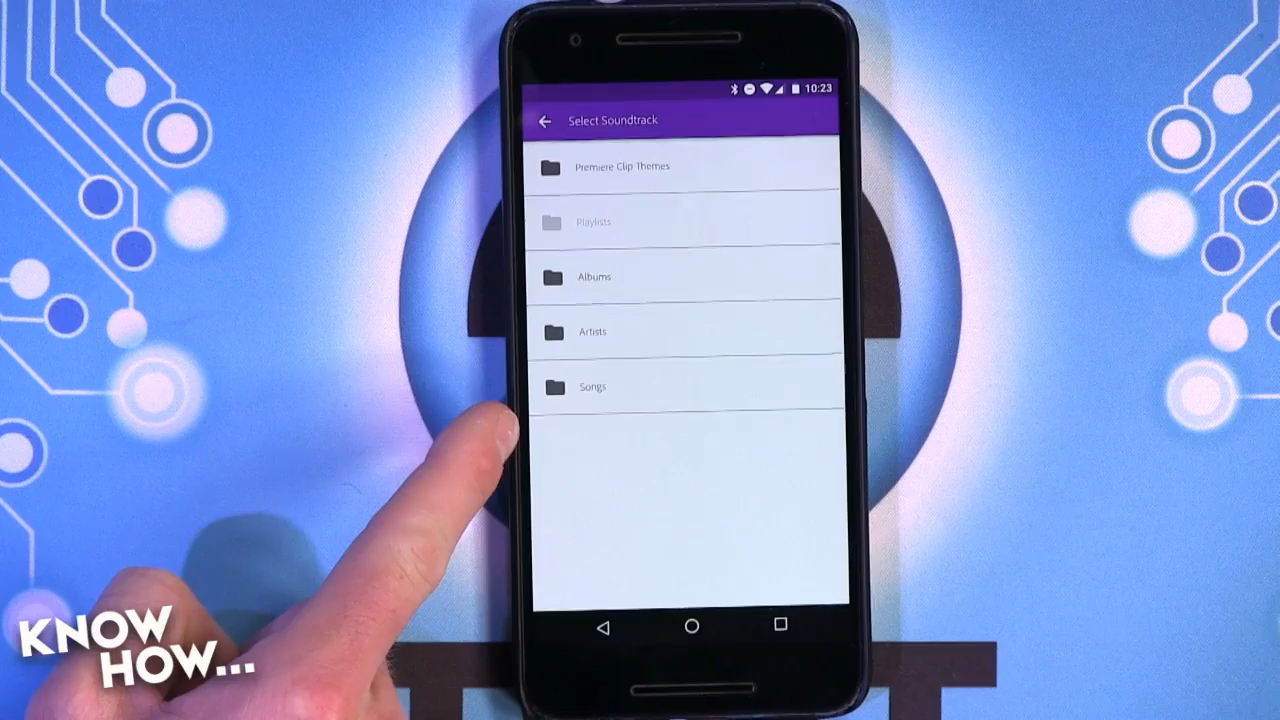 10:23
Select Soundtrack
Premiere Clip Themes
Playlists
Albums
Artists
Songs
KNOW
HOW...